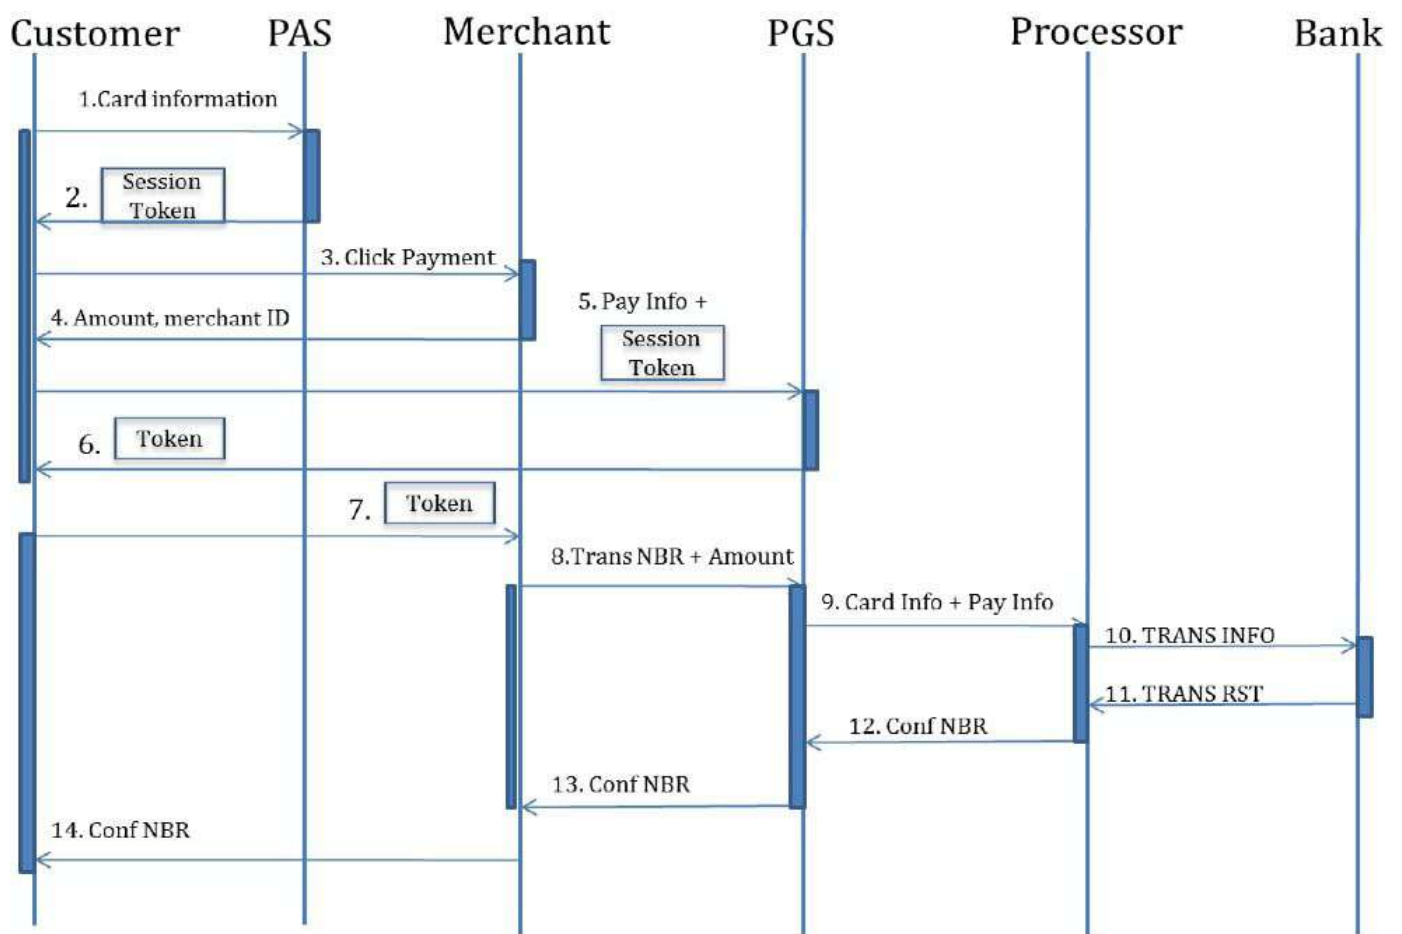 Customer PAS Merchant PGS Processor Bank
1.Card information
2. Session
Token
3. Click Payment
4. Amount, merchant ID
5. Pay Info +
Session
Token
6. Token
7. Token
8.Trans NBR + Amount
9. Card Info + Pay Info
10. TRANS INFO
11. TRANS RST
12. Conf NBR
13. Conf NBR
14. Conf NBR